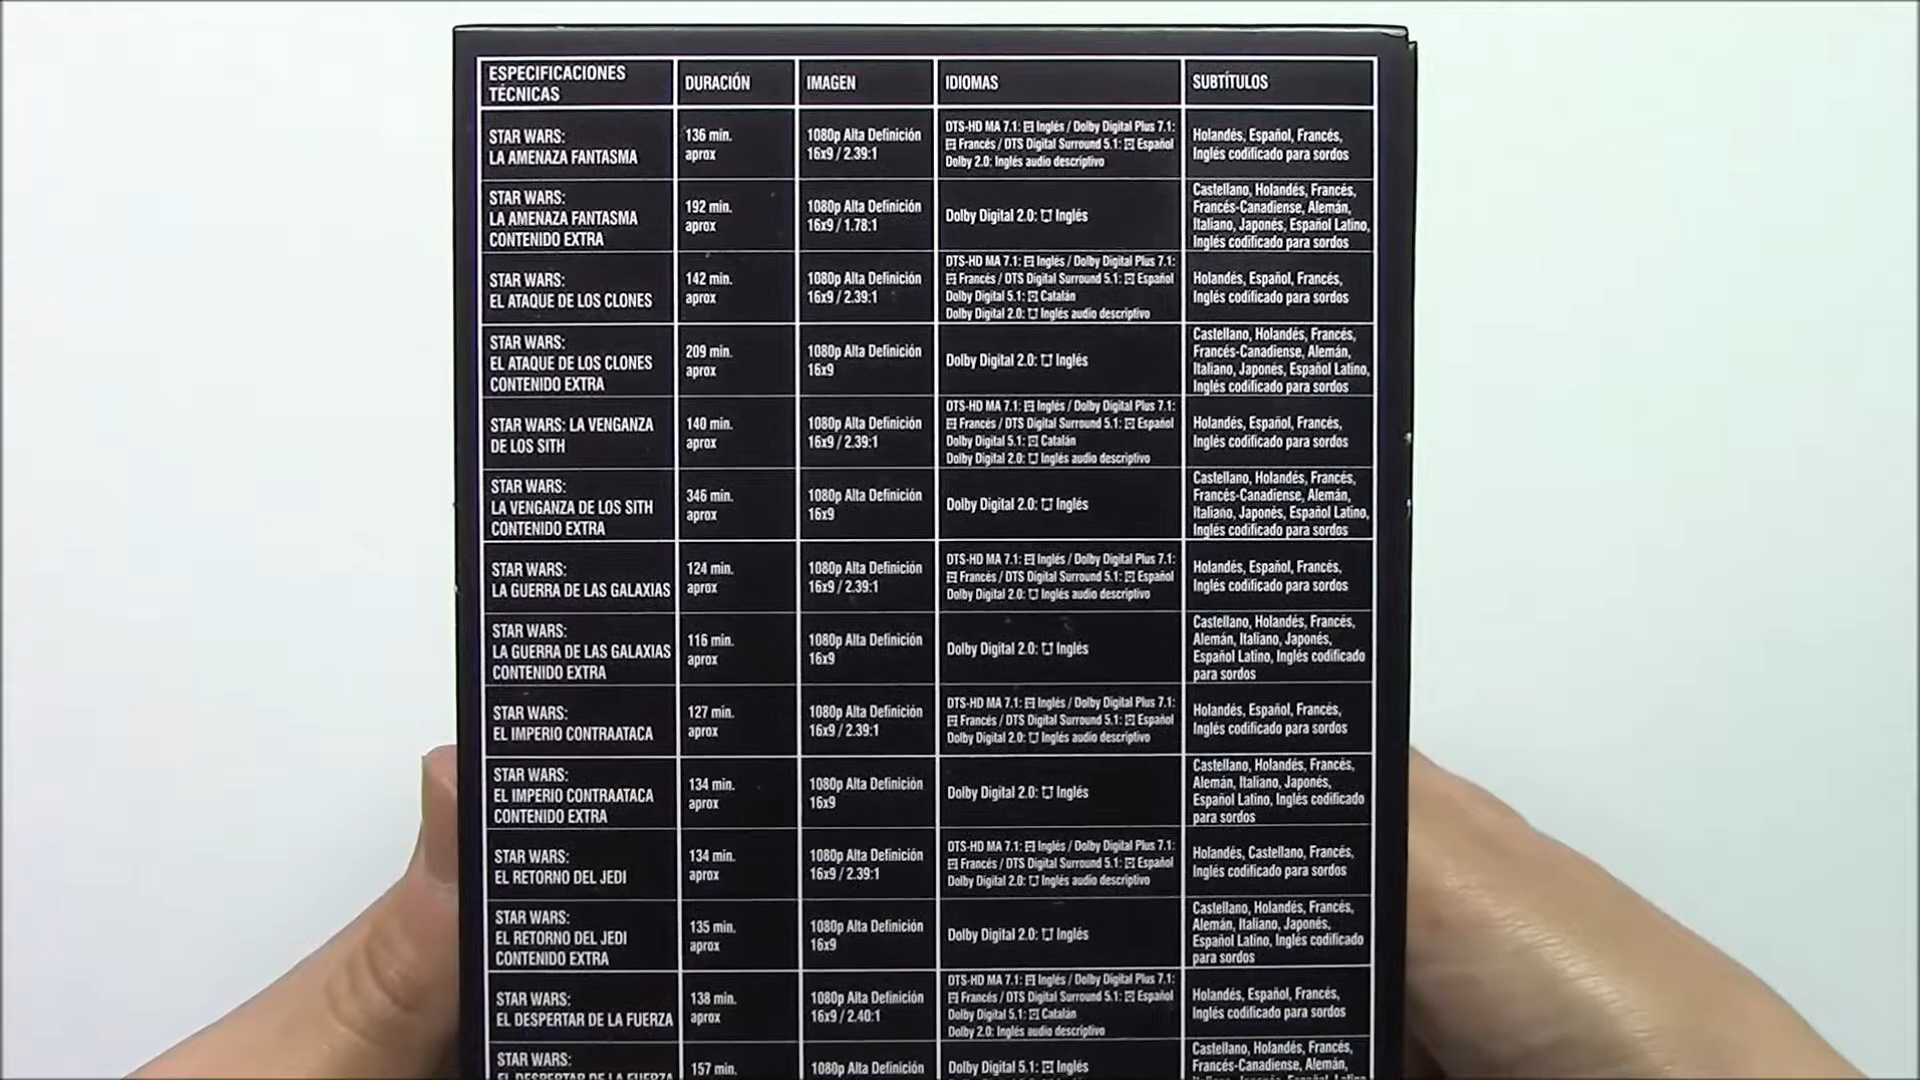 ESPECIFICACIONES
TÉCNICAS
DURACIÓN
IMAGEN
IDIOMAS
SUBTÍTULOS
STAR WARS:
LA AMENAZA FANTASMA
136 min.
aprox
1080p Alta Definición
16x9 / 2.39:1
DTS-HD MA 7.1: Inglés / Dolby Digital Plus 7.1:
Francés / DTS Digital Surround 5.1: Español
Dolby 2.0: Inglés audio descriptivo
Holandés, Español, Francés,
Inglés codificado para sordos
STAR WARS:
LA AMENAZA FANTASMA
CONTENIDO EXTRA
192 min.
aprox
1080p Alta Definición
16x9 / 1.78:1
Dolby Digital 2.0: Inglés
Castellano, Holandés, Francés,
Francés-Canadiense, Alemán,
Italiano, Japonés, Español Latino,
Inglés codificado para sordos
STAR WARS:
EL ATAQUE DE LOS CLONES
142 min.
aprox
1080p Alta Definición
16x9 / 2.39:1
DTS-HD MA 7.1: Inglés / Dolby Digital Plus 7.1:
Francés / DTS Digital Surround 5.1: Español
Dolby Digital 5.1: Catalán
Dolby Digital 2.0: Inglés audio descriptivo
Holandés, Español, Francés,
Inglés codificado para sordos
STAR WARS:
EL ATAQUE DE LOS CLONES
CONTENIDO EXTRA
209 min.
aprox
1080p Alta Definición
16x9
Dolby Digital 2.0: Inglés
Castellano, Holandés, Francés,
Francés-Canadiense, Alemán,
Italiano, Japonés, Español Latino,
Inglés codificado para sordos
STAR WARS: LA VENGANZA
DE LOS SITH
140 min.
aprox
1080p Alta Definición
16x9 / 2.39:1
DTS-HD MA 7.1: Inglés / Dolby Digital Plus 7.1:
Francés / DTS Digital Surround 5.1: Español
Dolby Digital 5.1: Catalán
Dolby Digital 2.0: Inglés audio descriptivo
Holandés, Español, Francés,
Inglés codificado para sordos
STAR WARS:
LA VENGANZA DE LOS SITH
CONTENIDO EXTRA
346 min.
aprox
1080p Alta Definición
16x9
Dolby Digital 2.0: Inglés
Castellano, Holandés, Francés,
Francés-Canadiense, Alemán,
Italiano, Japonés, Español Latino,
Inglés codificado para sordos
STAR WARS:
LA GUERRA DE LAS GALAXIAS
124 min.
aprox
1080p Alta Definición
16x9 / 2.39:1
DTS-HD MA 7.1: Inglés / Dolby Digital Plus 7.1:
Francés / DTS Digital Surround 5.1: Español
Dolby Digital 2.0: Inglés audio descriptivo
Holandés, Español, Francés,
Inglés codificado para sordos
STAR WARS:
LA GUERRA DE LAS GALAXIAS
CONTENIDO EXTRA
116 min.
aprox
1080p Alta Definición
16x9
Dolby Digital 2.0: Inglés
Castellano, Holandés, Francés,
Alemán, Italiano, Japonés,
Español Latino, Inglés codificado
para sordos
STAR WARS:
EL IMPERIO CONTRAATACA
127 min.
aprox
1080p Alta Definición
16x9 / 2.39:1
DTS-HD MA 7.1: Inglés / Dolby Digital Plus 7.1:
Francés / DTS Digital Surround 5.1: Español
Dolby Digital 2.0: Inglés audio descriptivo
Holandés, Español, Francés,
Inglés codificado para sordos
STAR WARS:
EL IMPERIO CONTRAATACA
CONTENIDO EXTRA
134 min.
aprox
1080p Alta Definición
16x9
Dolby Digital 2.0: Inglés
Castellano, Holandés, Francés,
Alemán, Italiano, Japonés,
Español Latino, Inglés codificado
para sordos
STAR WARS:
EL RETORNO DEL JEDI
134 min.
aprox
1080p Alta Definición
16x9 / 2.39:1
DTS-HD MA 7.1: Inglés / Dolby Digital Plus 7.1:
Francés / DTS Digital Surround 5.1: Español
Dolby Digital 2.0: Inglés audio descriptivo
Holandés, Castellano, Francés,
Inglés codificado para sordos
STAR WARS:
EL RETORNO DEL JEDI
CONTENIDO EXTRA
135 min.
aprox
1080p Alta Definición
16x9
Dolby Digital 2.0: Inglés
Castellano, Holandés, Francés,
Alemán, Italiano, Japonés,
Español Latino, Inglés codificado
para sordos
STAR WARS:
EL DESPERTAR DE LA FUERZA
138 min.
aprox
1080p Alta Definición
16x9 / 2.40:1
DTS-HD MA 7.1: Inglés / Dolby Digital Plus 7.1:
Francés / DTS Digital Surround 5.1: Español
Dolby Digital 5.1: Catalán
Dolby 2.0: Inglés audio descriptivo
Holandés, Español, Francés,
Inglés codificado para sordos
STAR WARS:
EL DESPERTAR DE LA FUERZA
157 min.
1080p Alta Definición
Dolby Digital 5.1: Inglés
Castellano, Holandés, Francés,
Francés-Canadiense, Alemán,